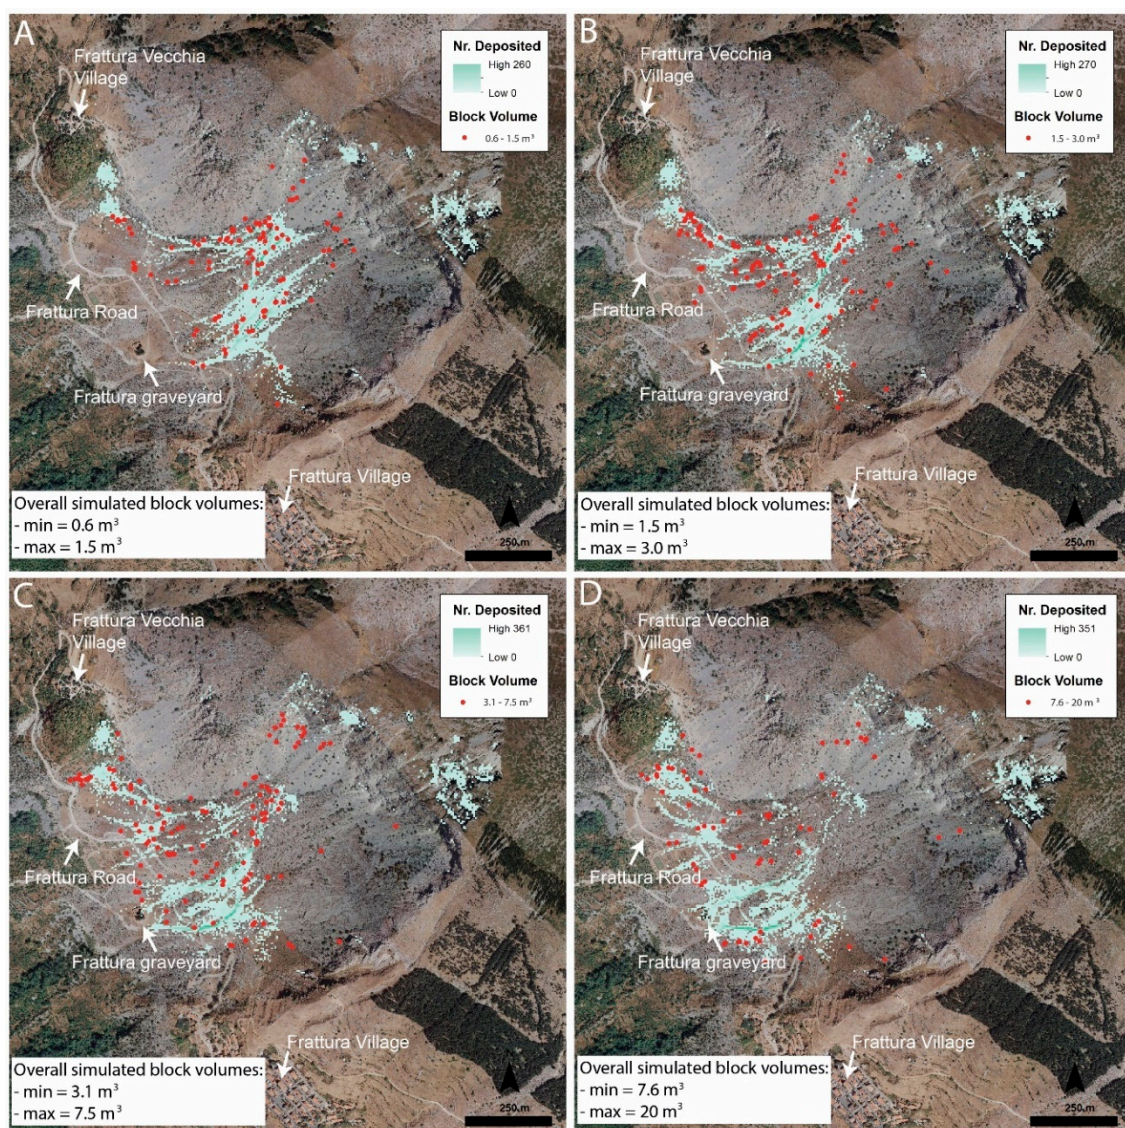 A
Frattura Vecchia
Village
Nr. Deposited
High 260
Low 0
Block Volume
0.6 - 1.5 m³
Frattura Road
Frattura graveyard
Frattura Village
Overall simulated block volumes:
- min = 0.6 m³
- max = 1.5 m³
250 m
B
Frattura Vecchia
Village
Nr. Deposited
High 270
Low 0
Block Volume
1.5 - 3.0 m³
Frattura Road
Frattura graveyard
Frattura Village
Overall simulated block volumes:
- min = 1.5 m³
- max = 3.0 m³
250 m
C
Frattura Vecchia
Village
Nr. Deposited
High 361
Low 0
Block Volume
3.1 - 7.5 m³
Frattura Road
Frattura graveyard
Frattura Village
Overall simulated block volumes:
- min = 3.1 m³
- max = 7.5 m³
250 m
D
Frattura Vecchia
Village
Nr. Deposited
High 351
Low 0
Block Volume
7.6 - 20 m³
Frattura Road
Frattura graveyard
Frattura Village
Overall simulated block volumes:
- min = 7.6 m³
- max = 20 m³
250 m